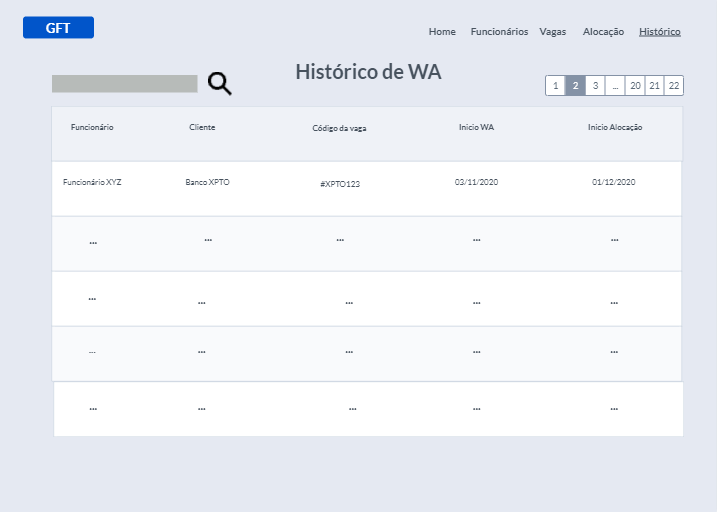 GFT
Home Funcionários Vagas Alocação Histórico
Histórico de WA
1 2 3 ... 20 21 22
Funcionário Cliente Código da vaga Inicio WA Inicio Alocação
Funcionário XYZ Banco XPTO #XPTO123 03/11/2020 01/12/2020
... ... ... ... ...
... ... ... ... ...
... ... ... ... ...
... ... ... ... ...